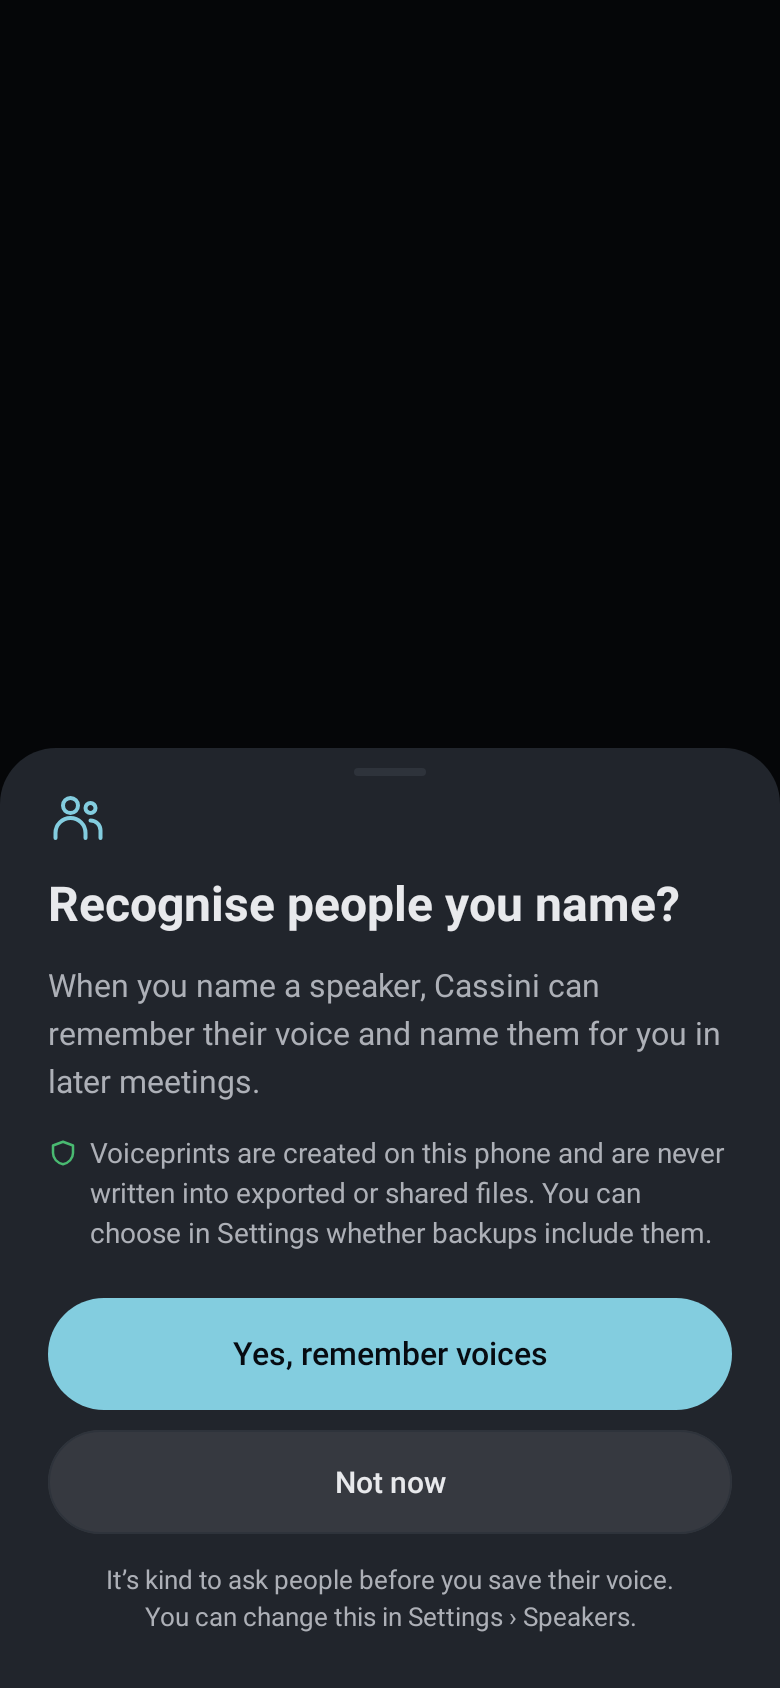 Recognise people you name?
When you name a speaker, Cassini can
remember their voice and name them for you in
later meetings.
Voiceprints are created on this phone and are never
written into exported or shared files. You can
choose in Settings whether backups include them.
Yes, remember voices
Not now
It’s kind to ask people before you save their voice.
You can change this in Settings › Speakers.